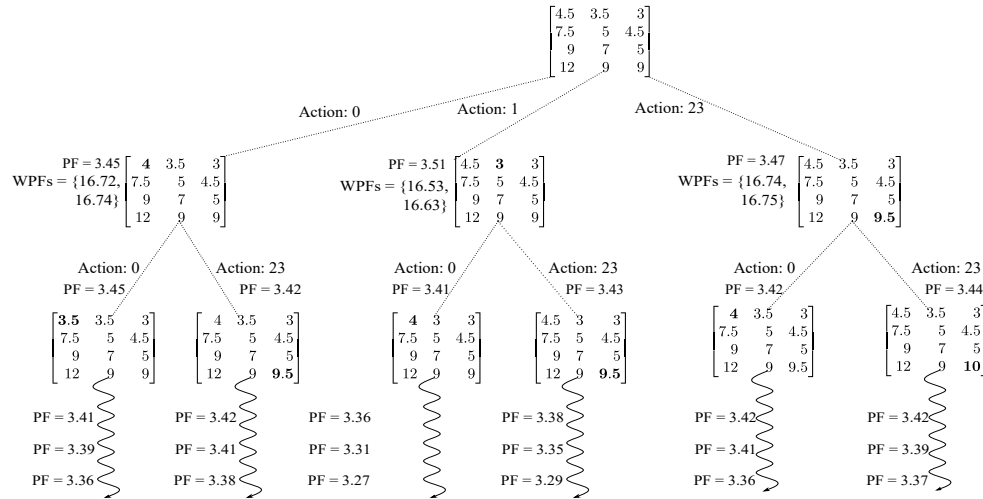 4.5 3.5 3
7.5 5 4.5
9 7 5
12 9 9
Action: 0
Action: 1
Action: 23
PF = 3.45
WPFs = {16.72,
16.74}
4 3.5 3
7.5 5 4.5
9 7 5
12 9 9
PF = 3.51
WPFs = {16.53,
16.63}
4.5 3 3
7.5 5 4.5
9 7 5
12 9 9
PF = 3.47
WPFs = {16.74,
16.75}
4.5 3.5 3
7.5 5 4.5
9 7 5
12 9 9.5
Action: 0
PF = 3.45
Action: 23
PF = 3.42
Action: 0
PF = 3.41
Action: 23
PF = 3.43
Action: 0
PF = 3.42
Action: 23
PF = 3.44
3.5 3.5 3
7.5 5 4.5
9 7 5
12 9 9
4 3.5 3
7.5 5 4.5
9 7 5
12 9 9.5
4 3 3
7.5 5 4.5
9 7 5
12 9 9
4.5 3 3
7.5 5 4.5
9 7 5
12 9 9.5
4 3.5 3
7.5 5 4.5
9 7 5
12 9 9.5
4.5 3.5 3
7.5 5 4.5
9 7 5
12 9 10
PF = 3.41
PF = 3.39
PF = 3.36
PF = 3.42
PF = 3.41
PF = 3.38
PF = 3.36
PF = 3.31
PF = 3.27
PF = 3.38
PF = 3.35
PF = 3.29
PF = 3.42
PF = 3.41
PF = 3.36
PF = 3.42
PF = 3.39
PF = 3.37